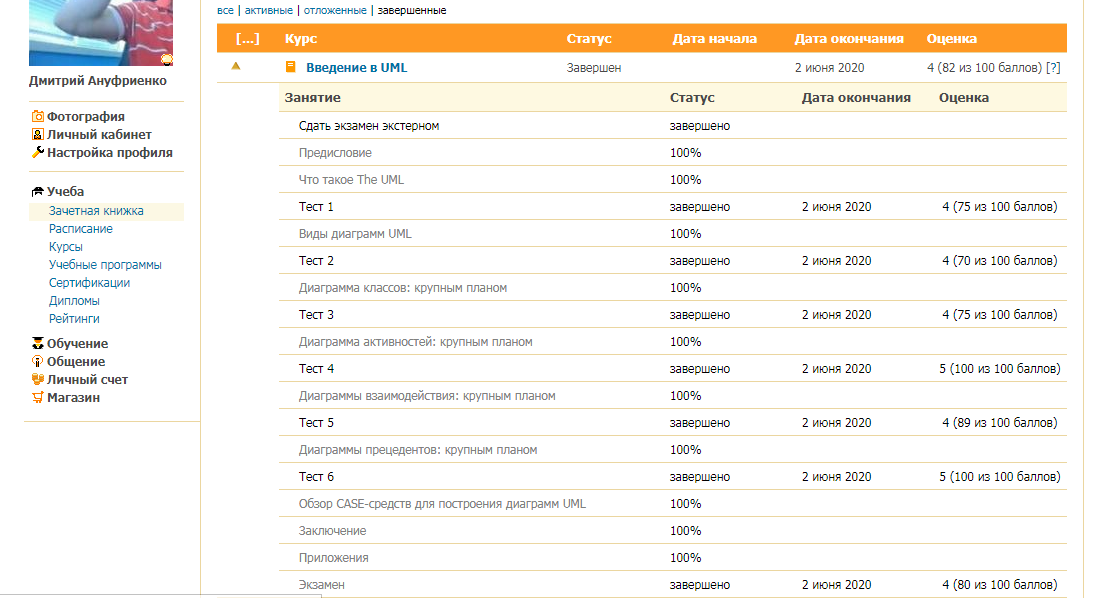 все | активные | отложенные | завершенные
[...] Курс Статус Дата начала Дата окончания Оценка
Введение в UML Завершен 2 июня 2020 4 (82 из 100 баллов) [?]
Занятие Статус Дата окончания Оценка
Сдать экзамен экстерном завершено
Предисловие 100%
Что такое The UML 100%
Тест 1 завершено 2 июня 2020 4 (75 из 100 баллов)
Виды диаграмм UML 100%
Тест 2 завершено 2 июня 2020 4 (70 из 100 баллов)
Диаграмма классов: крупным планом 100%
Тест 3 завершено 2 июня 2020 4 (75 из 100 баллов)
Диаграмма активностей: крупным планом 100%
Тест 4 завершено 2 июня 2020 5 (100 из 100 баллов)
Диаграммы взаимодействия: крупным планом 100%
Тест 5 завершено 2 июня 2020 4 (89 из 100 баллов)
Диаграммы прецедентов: крупным планом 100%
Тест 6 завершено 2 июня 2020 5 (100 из 100 баллов)
Обзор CASE-средств для построения диаграмм UML 100%
Заключение 100%
Приложения 100%
Экзамен завершено 2 июня 2020 4 (80 из 100 баллов)
Дмитрий Ануфриенко
Фотография
Личный кабинет
Настройка профиля
Учеба
Зачетная книжка
Расписание
Курсы
Учебные программы
Сертификации
Дипломы
Рейтинги
Обучение
Общение
Личный счет
Магазин